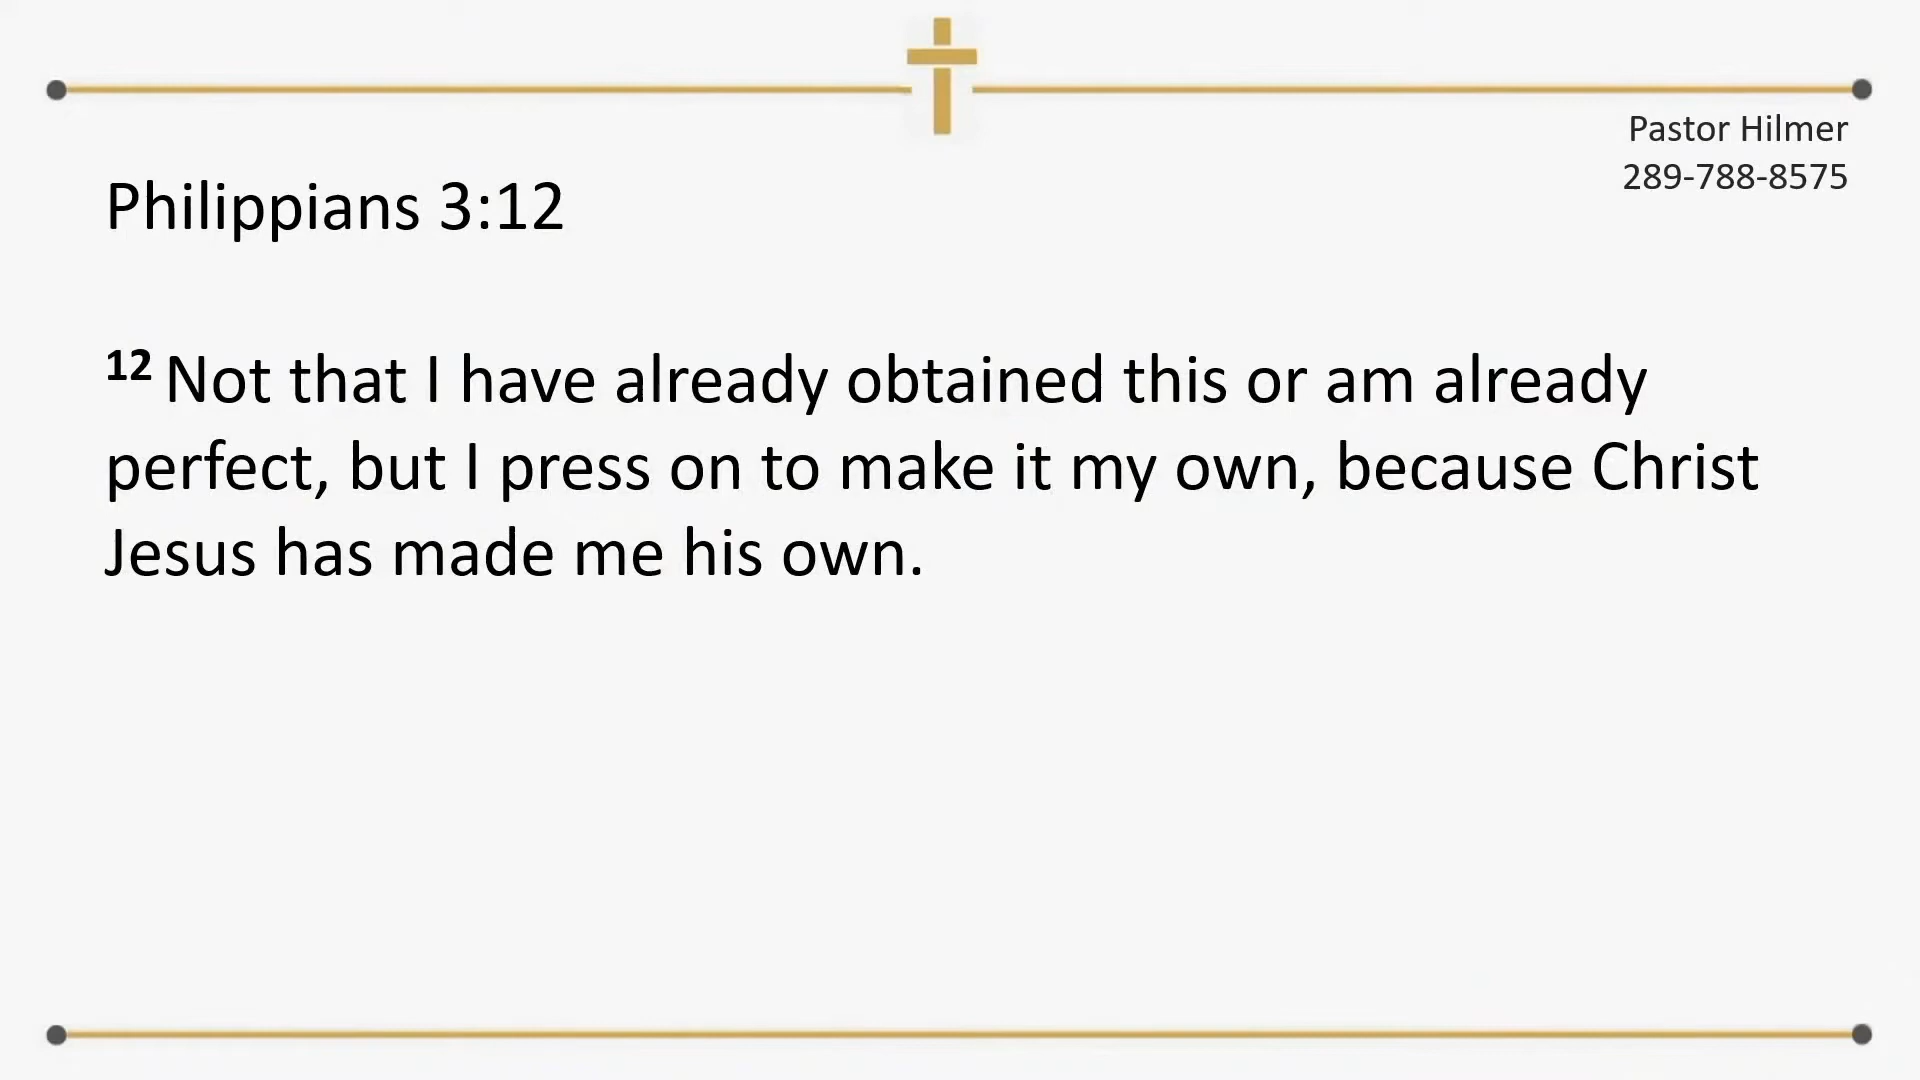 Pastor Hilmer
289-788-8575
Philippians 3:12
12 Not that I have already obtained this or am already
perfect, but I press on to make it my own, because Christ
Jesus has made me his own.